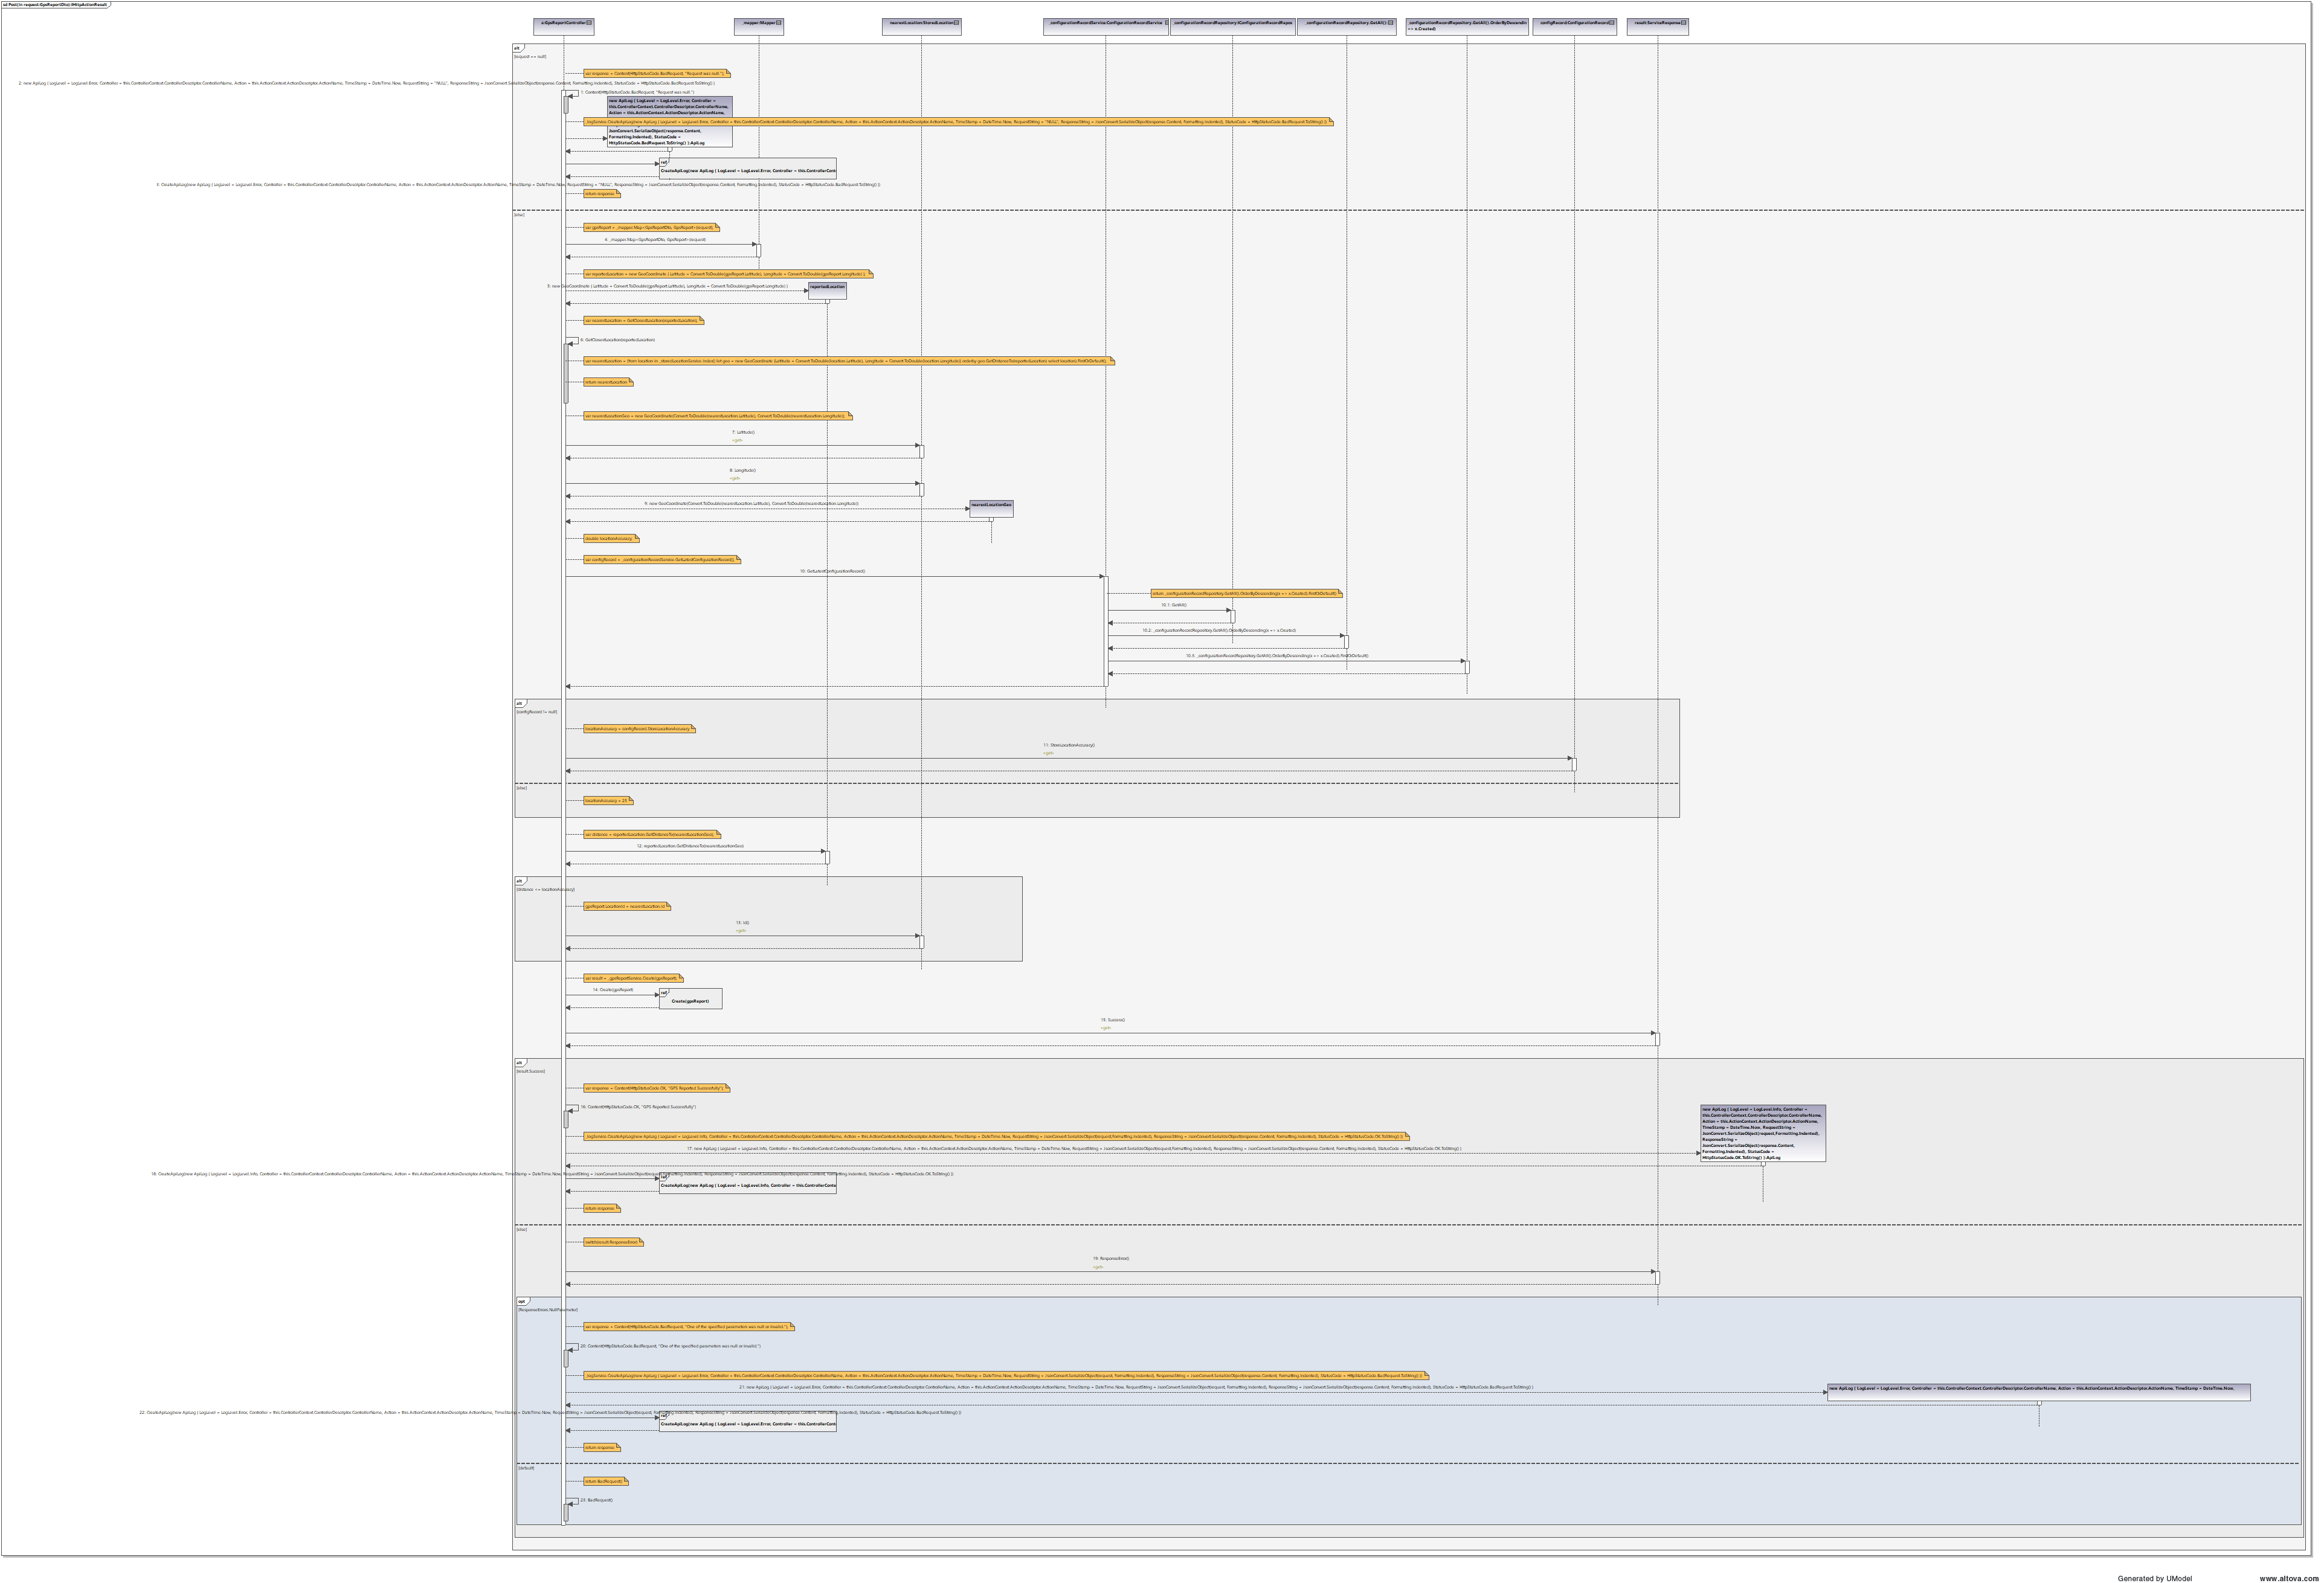 sd Post(in request:GpsReportDto):IHttpActionResult
a:GpsReportController
_mapper:Mapper
nearestLocation:StoredLocation
_configurationRecordService:ConfigurationRecordService
_configurationRecordRepository:IConfigurationRecordRepos
_configurationRecordRepository.GetAll()
_configurationRecordRepository.GetAll().OrderByDescendin
=> x.Created)
configRecord:ConfigurationRecord
result:ServiceResponse
alt
[request == null]
var response = Content(HttpStatusCode.BadRequest, "Request was null.");
2: new ApiLog { LogLevel = LogLevel.Error, Controller = this.ControllerContext.ControllerDescriptor.ControllerName, Action = this.ActionContext.ActionDescriptor.ActionName, TimeStamp = DateTime.Now, RequestString = "NULL", ResponseString = JsonConvert.SerializeObject(response.Content, Formatting.Indented), StatusCode = HttpStatusCode.BadRequest.ToString() }
1: Content(HttpStatusCode.BadRequest, "Request was null.")
new ApiLog { LogLevel = LogLevel.Error, Controller =
this.ControllerContext.ControllerDescriptor.ControllerName,
Action = this.ActionContext.ActionDescriptor.ActionName,
_logService.CreateApiLog(new ApiLog { LogLevel = LogLevel.Error, Controller = this.ControllerContext.ControllerDescriptor.ControllerName, Action = this.ActionContext.ActionDescriptor.ActionName, TimeStamp = DateTime.Now, RequestString = "NULL", ResponseString = JsonConvert.SerializeObject(response.Content, Formatting.Indented), StatusCode = HttpStatusCode.BadRequest.ToString() });
JsonConvert.SerializeObject(response.Content,
Formatting.Indented), StatusCode =
HttpStatusCode.BadRequest.ToString() }:ApiLog
ref
CreateApiLog(new ApiLog { LogLevel = LogLevel.Error, Controller = this.ControllerCont
3: CreateApiLog(new ApiLog { LogLevel = LogLevel.Error, Controller = this.ControllerContext.ControllerDescriptor.ControllerName, Action = this.ActionContext.ActionDescriptor.ActionName, TimeStamp = DateTime.Now, RequestString = "NULL", ResponseString = JsonConvert.SerializeObject(response.Content, Formatting.Indented), StatusCode = HttpStatusCode.BadRequest.ToString() })
return response;
[else]
var gpsReport = _mapper.Map<GpsReportDto, GpsReport>(request);
4: _mapper.Map<GpsReportDto, GpsReport>(request)
var reportedLocation = new GeoCoordinate { Latitude = Convert.ToDouble(gpsReport.Latitude), Longitude = Convert.ToDouble(gpsReport.Longitude) };
5: new GeoCoordinate { Latitude = Convert.ToDouble(gpsReport.Latitude), Longitude = Convert.ToDouble(gpsReport.Longitude) }
reportedLocation
var nearestLocation = GetClosestLocation(reportedLocation);
6: GetClosestLocation(reportedLocation)
var nearestLocation = (from location in _storedLocationService.Index() let geo = new GeoCoordinate {Latitude = Convert.ToDouble(location.Latitude), Longitude = Convert.ToDouble(location.Longitude)} orderby geo.GetDistanceTo(reportedLocation) select location).FirstOrDefault();
return nearestLocation;
var nearestLocationGeo = new GeoCoordinate(Convert.ToDouble(nearestLocation.Latitude), Convert.ToDouble(nearestLocation.Longitude));
7: Latitude()
<get>
8: Longitude()
<get>
9: new GeoCoordinate(Convert.ToDouble(nearestLocation.Latitude), Convert.ToDouble(nearestLocation.Longitude))
nearestLocationGeo
double locationAccuracy;
var configRecord = _configurationRecordService.GetLatestConfigurationRecord();
10: GetLatestConfigurationRecord()
return _configurationRecordRepository.GetAll().OrderByDescending(x => x.Created).FirstOrDefault();
10.1: GetAll()
10.2: _configurationRecordRepository.GetAll().OrderByDescending(x => x.Created)
10.3: _configurationRecordRepository.GetAll().OrderByDescending(x => x.Created).FirstOrDefault()
alt
[configRecord != null]
locationAccuracy = configRecord.StoreLocationAccuracy;
11: StoreLocationAccuracy()
<get>
[else]
locationAccuracy = 25;
var distance = reportedLocation.GetDistanceTo(nearestLocationGeo);
12: reportedLocation.GetDistanceTo(nearestLocationGeo)
alt
[distance <= locationAccuracy]
gpsReport.LocationId = nearestLocation.Id;
13: Id()
<get>
var result = _gpsReportService.Create(gpsReport);
14: Create(gpsReport)
ref
Create(gpsReport)
15: Success()
<get>
alt
[result.Success]
var response = Content(HttpStatusCode.OK, "GPS Reported Successfully");
16: Content(HttpStatusCode.OK, "GPS Reported Successfully")
new ApiLog { LogLevel = LogLevel.Info, Controller =
this.ControllerContext.ControllerDescriptor.ControllerName,
Action = this.ActionContext.ActionDescriptor.ActionName,
TimeStamp = DateTime.Now, RequestString =
JsonConvert.SerializeObject(request,Formatting.Indented),
ResponseString =
JsonConvert.SerializeObject(response.Content,
Formatting.Indented), StatusCode =
HttpStatusCode.OK.ToString() }:ApiLog
_logService.CreateApiLog(new ApiLog { LogLevel = LogLevel.Info, Controller = this.ControllerContext.ControllerDescriptor.ControllerName, Action = this.ActionContext.ActionDescriptor.ActionName, TimeStamp = DateTime.Now, RequestString = JsonConvert.SerializeObject(request,Formatting.Indented), ResponseString = JsonConvert.SerializeObject(response.Content, Formatting.Indented), StatusCode = HttpStatusCode.OK.ToString() });
17: new ApiLog { LogLevel = LogLevel.Info, Controller = this.ControllerContext.ControllerDescriptor.ControllerName, Action = this.ActionContext.ActionDescriptor.ActionName, TimeStamp = DateTime.Now, RequestString = JsonConvert.SerializeObject(request,Formatting.Indented), ResponseString = JsonConvert.SerializeObject(response.Content, Formatting.Indented), StatusCode = HttpStatusCode.OK.ToString() }
18: CreateApiLog(new ApiLog { LogLevel = LogLevel.Info, Controller = this.ControllerContext.ControllerDescriptor.ControllerName, Action = this.ActionContext.ActionDescriptor.ActionName, TimeStamp = DateTime.Now, RequestString = JsonConvert.SerializeObject(request,Formatting.Indented), ResponseString = JsonConvert.SerializeObject(response.Content, Formatting.Indented), StatusCode = HttpStatusCode.OK.ToString() })
ref
CreateApiLog(new ApiLog { LogLevel = LogLevel.Info, Controller = this.ControllerConte
return response;
[else]
switch(result.ResponseError)
19: ResponseError()
<get>
opt
[ResponseErrors.NullParameter]
var response = Content(HttpStatusCode.BadRequest, "One of the specified parameters was null or invalid.");
20: Content(HttpStatusCode.BadRequest, "One of the specified parameters was null or invalid.")
_logService.CreateApiLog(new ApiLog { LogLevel = LogLevel.Error, Controller = this.ControllerContext.ControllerDescriptor.ControllerName, Action = this.ActionContext.ActionDescriptor.ActionName, TimeStamp = DateTime.Now, RequestString = JsonConvert.SerializeObject(request, Formatting.Indented), ResponseString = JsonConvert.SerializeObject(response.Content, Formatting.Indented), StatusCode = HttpStatusCode.BadRequest.ToString() });
21: new ApiLog { LogLevel = LogLevel.Error, Controller = this.ControllerContext.ControllerDescriptor.ControllerName, Action = this.ActionContext.ActionDescriptor.ActionName, TimeStamp = DateTime.Now, RequestString = JsonConvert.SerializeObject(request, Formatting.Indented), ResponseString = JsonConvert.SerializeObject(response.Content, Formatting.Indented), StatusCode = HttpStatusCode.BadRequest.ToString() }
new ApiLog { LogLevel = LogLevel.Error, Controller = this.ControllerContext.ControllerDescriptor.ControllerName, Action = this.ActionContext.ActionDescriptor.ActionName, TimeStamp = DateTime.Now,
22: CreateApiLog(new ApiLog { LogLevel = LogLevel.Error, Controller = this.ControllerContext.ControllerDescriptor.ControllerName, Action = this.ActionContext.ActionDescriptor.ActionName, TimeStamp = DateTime.Now, RequestString = JsonConvert.SerializeObject(request, Formatting.Indented), ResponseString = JsonConvert.SerializeObject(response.Content, Formatting.Indented), StatusCode = HttpStatusCode.BadRequest.ToString() })
ref
CreateApiLog(new ApiLog { LogLevel = LogLevel.Error, Controller = this.ControllerCont
return response;
[default]
return BadRequest();
23: BadRequest()
Generated by UModel
www.altova.com